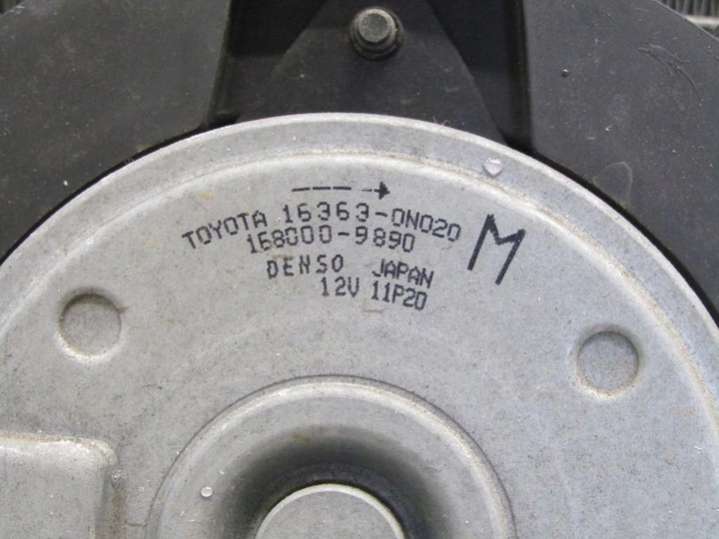 TOYOTA 16363-0N020
168000-9890
M
DENSO JAPAN
12V 11P20